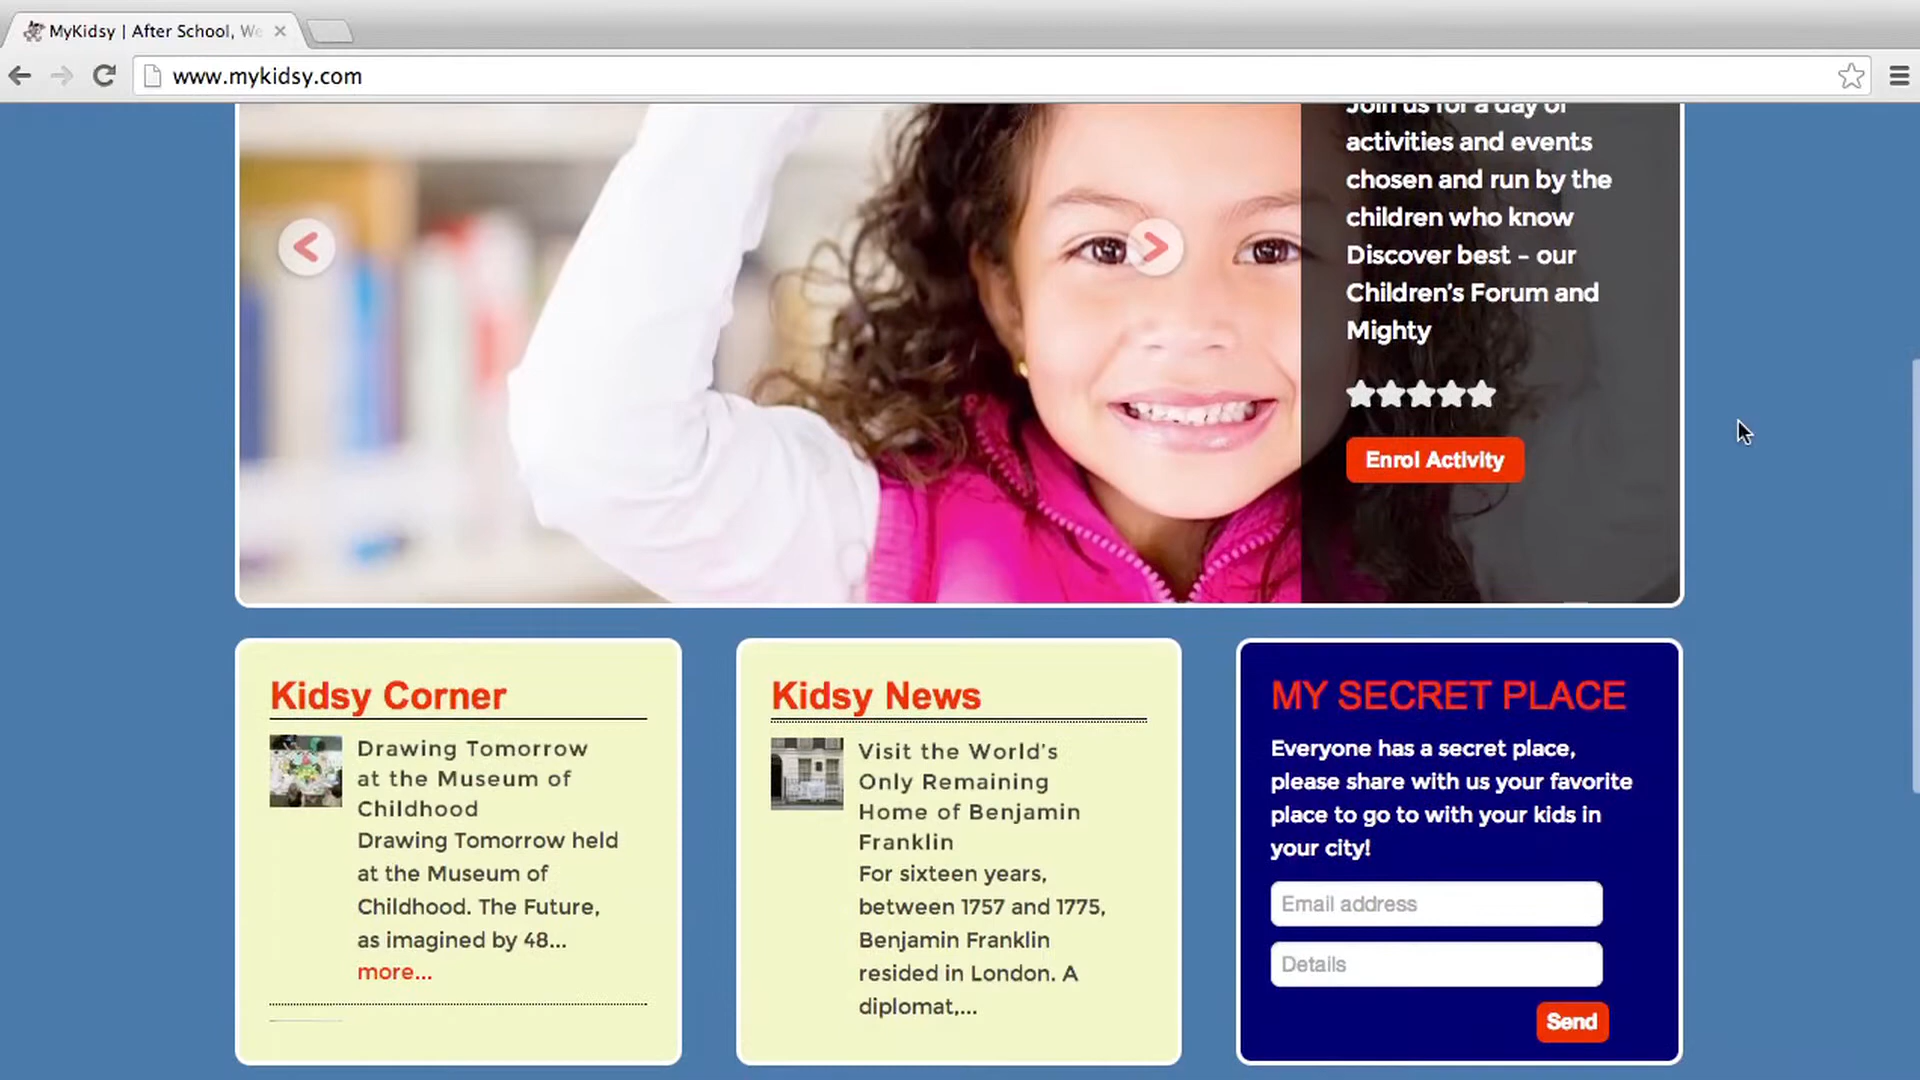 MyKidsy | After School, We
www.mykidsy.com
Join us for a day of
activities and events
chosen and run by the
children who know
Discover best – our
Children's Forum and
Mighty
Enrol Activity
Kidsy Corner
Drawing Tomorrow
at the Museum of
Childhood
Drawing Tomorrow held
at the Museum of
Childhood. The Future,
as imagined by 48...
more...
Kidsy News
Visit the World's
Only Remaining
Home of Benjamin
Franklin
For sixteen years,
between 1757 and 1775,
Benjamin Franklin
resided in London. A
diplomat,...
MY SECRET PLACE
Everyone has a secret place,
please share with us your favorite
place to go to with your kids in
your city!
Email address
Details
Send